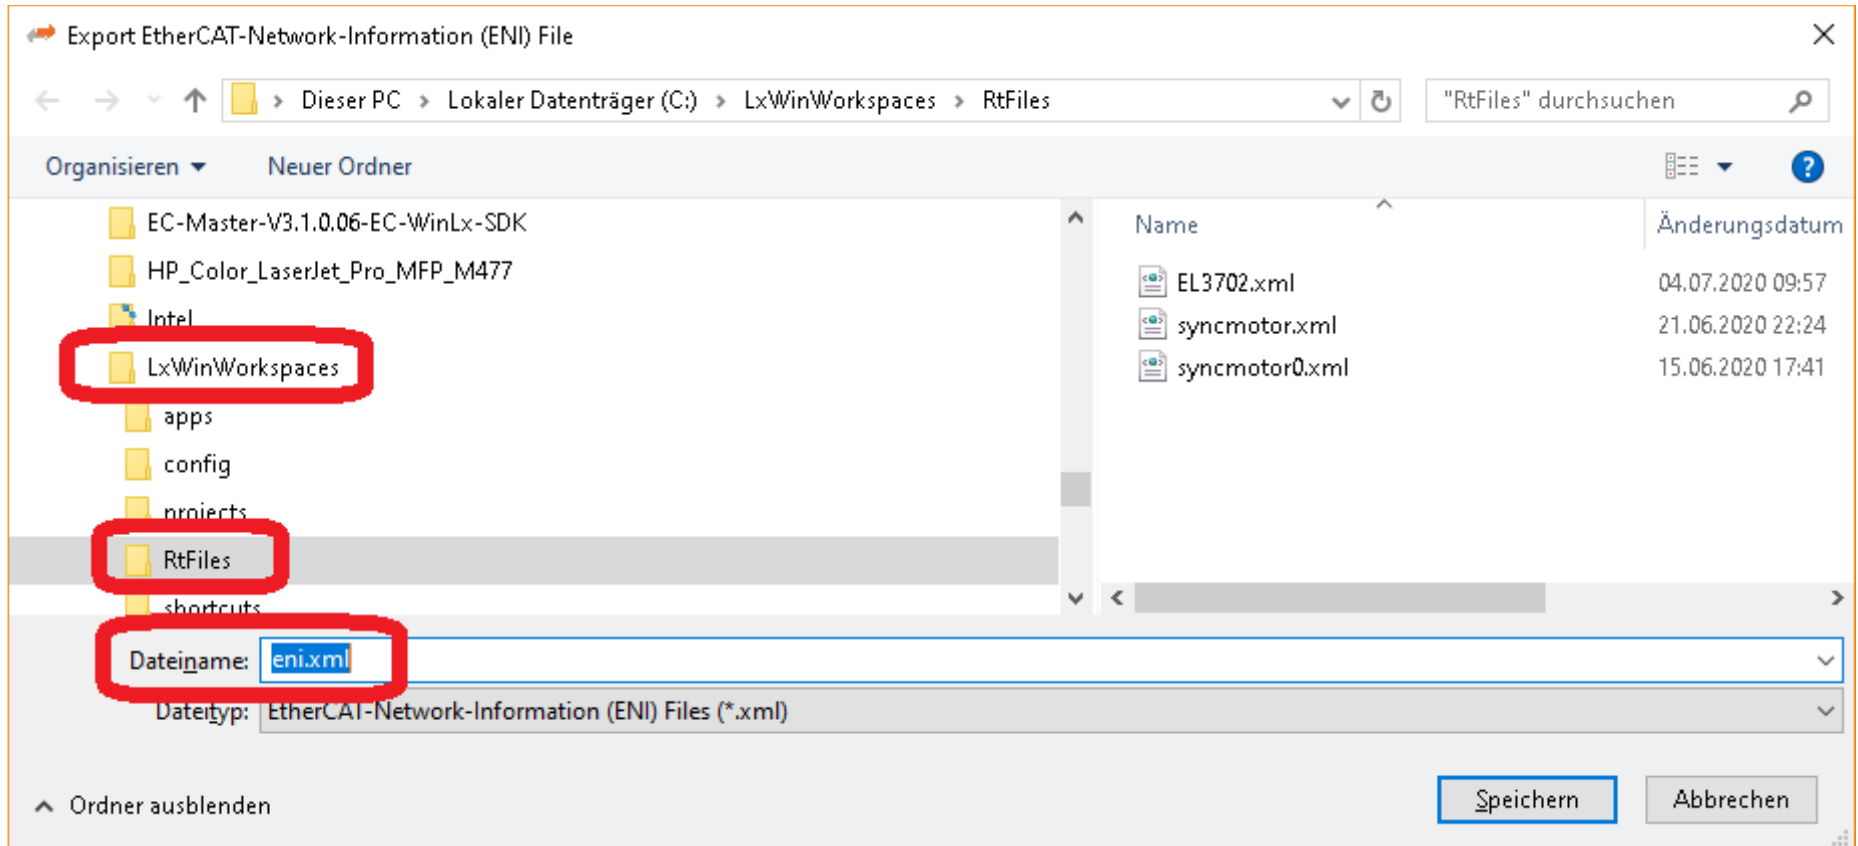 Export EtherCAT-Network-Information (ENI) File
Dieser PC > Lokaler Datenträger (C:) > LxWinWorkspaces > RtFiles
"RtFiles" durchsuchen
Organisieren
Neuer Ordner
EC-Master-V3.1.0.06-EC-WinLx-SDK
HP_Color_LaserJet_Pro_MFP_M477
Intel
LxWinWorkspaces
apps
config
projects
RtFiles
shortcuts
Name
Änderungsdatum
EL3702.xml
04.07.2020 09:57
syncmotor.xml
21.06.2020 22:24
syncmotor0.xml
15.06.2020 17:41
Dateiname: eni.xml
Dateityp: EtherCAT-Network-Information (ENI) Files (*.xml)
Ordner ausblenden
Speichern
Abbrechen